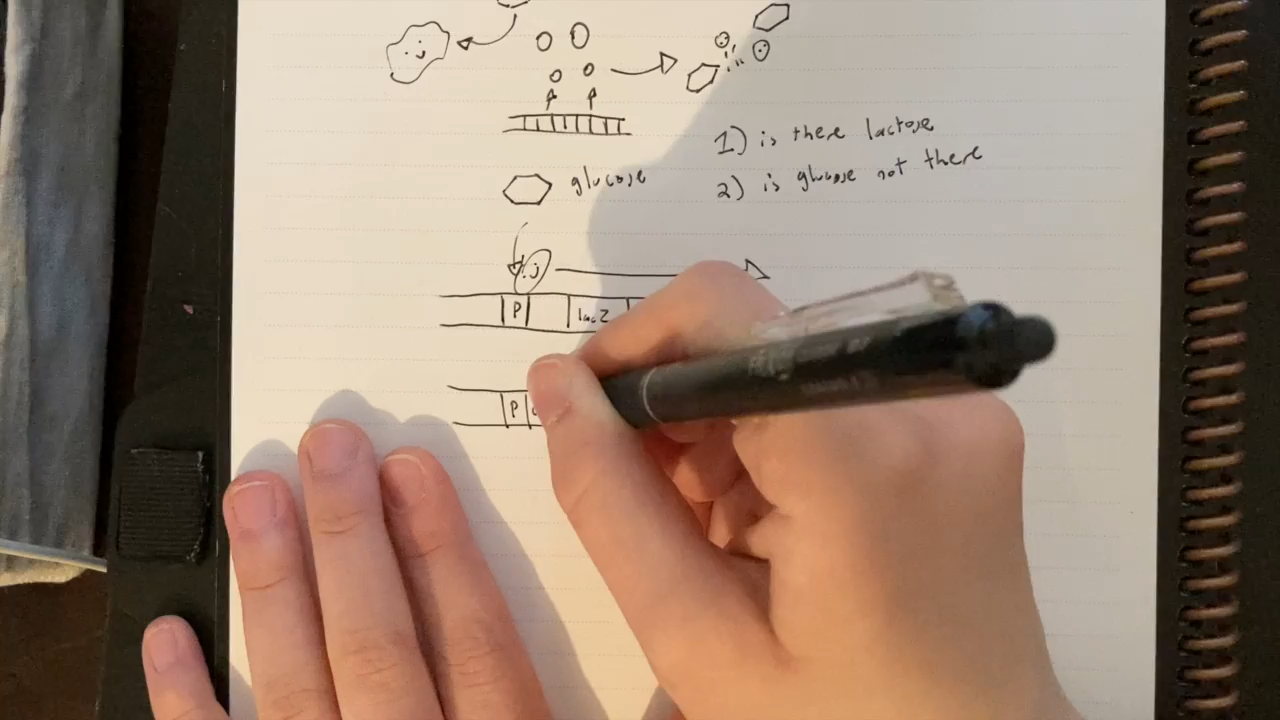 1) is there lactose
glucose
2) is glucose not there
P
lacZ
P